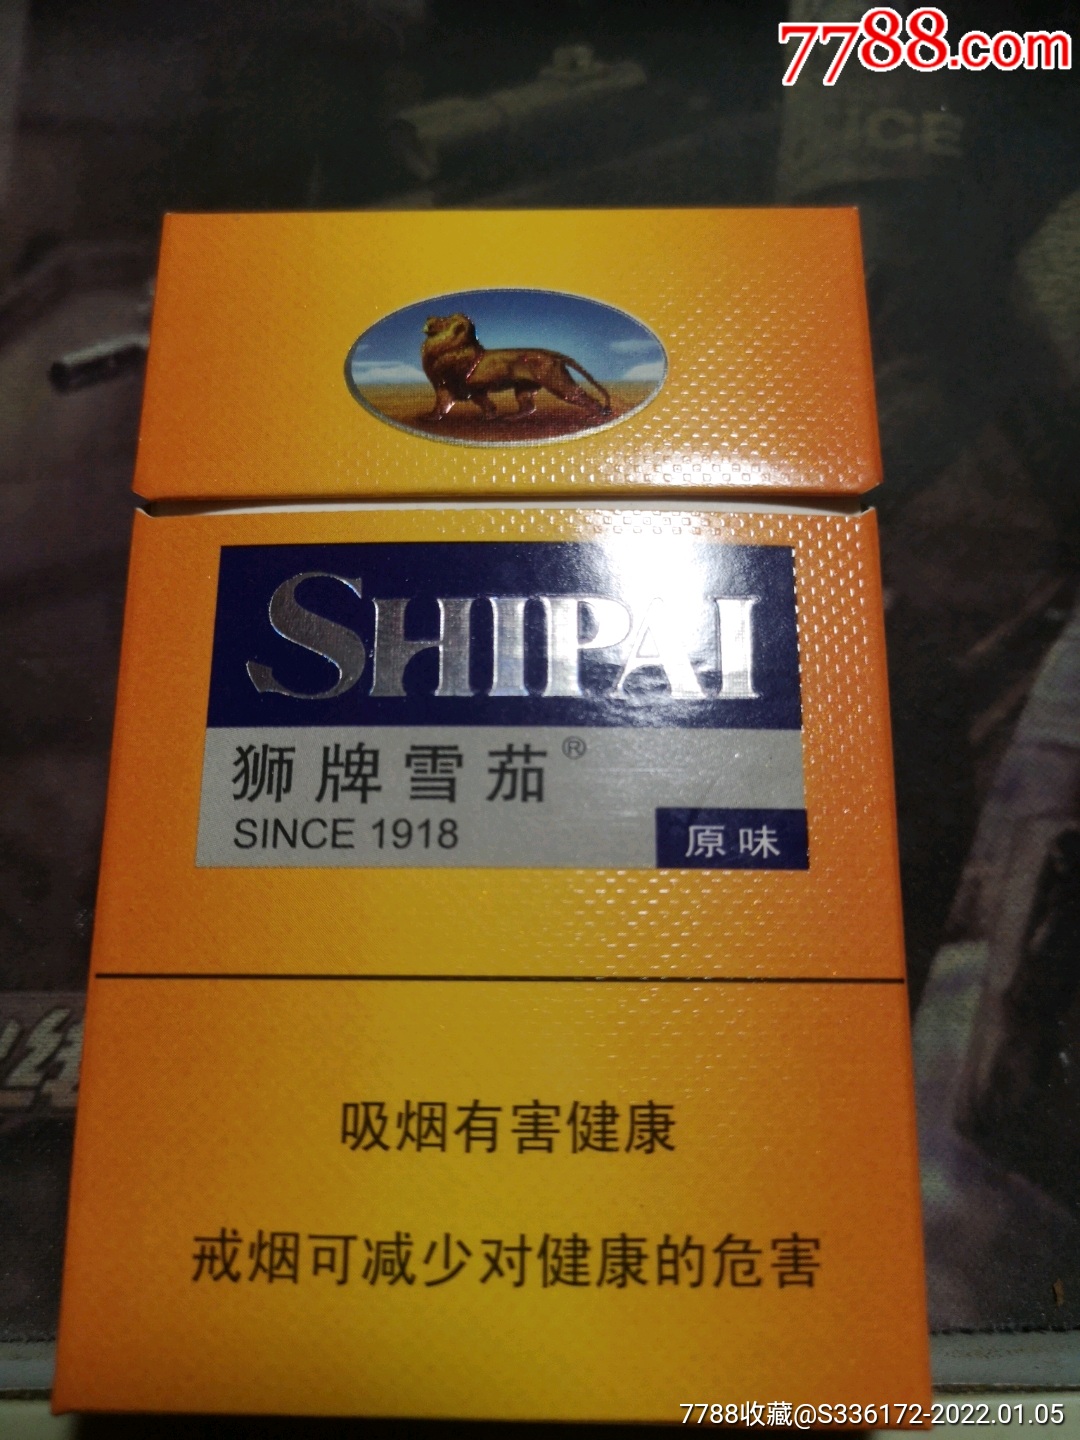 7788.com
ICE
SHIPAI
狮牌雪茄®
SINCE 1918
原味
吸烟有害健康
戒烟可减少对健康的危害
7788收藏@S336172-2022.01.05